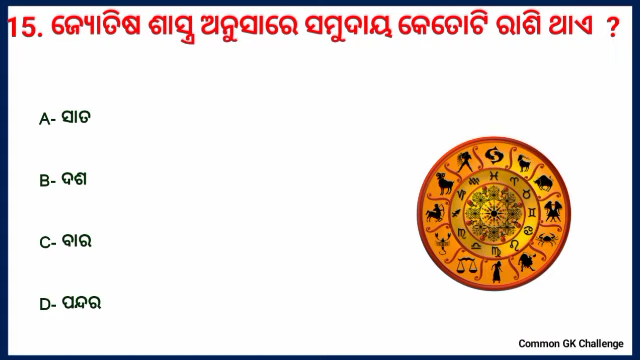 15. ଜ୍ୟୋତିଷ ଶାସ୍ତ୍ର ଅନୁସାରେ ସମୁଦାୟ କେତୋଟି ରାଶି ଥାଏ ?
A- ସାତ
B- ଦଶ
C- ବାର
D- ପନ୍ଦର
Common GK Challenge